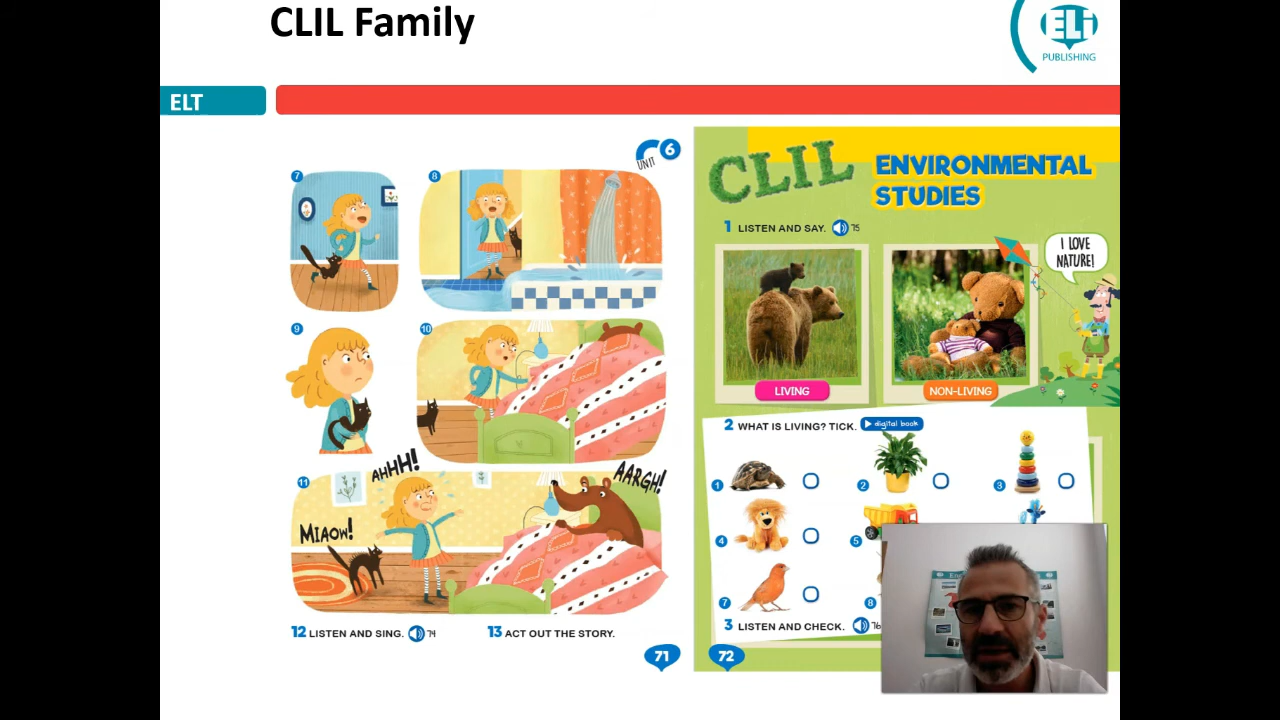 CLIL Family
ELI
PUBLISHING
ELT
UNIT 6
7
8
9
10
11
AHHH!
AARGH!
MIAOW!
12 LISTEN AND SING. 74
13 ACT OUT THE STORY.
71
CLIL ENVIRONMENTAL
STUDIES
1 LISTEN AND SAY. 75
I LOVE
NATURE!
LIVING
NON-LIVING
2 WHAT IS LIVING? TICK. digital book
1
2
3
4
5
7
8
3 LISTEN AND CHECK. 76
72